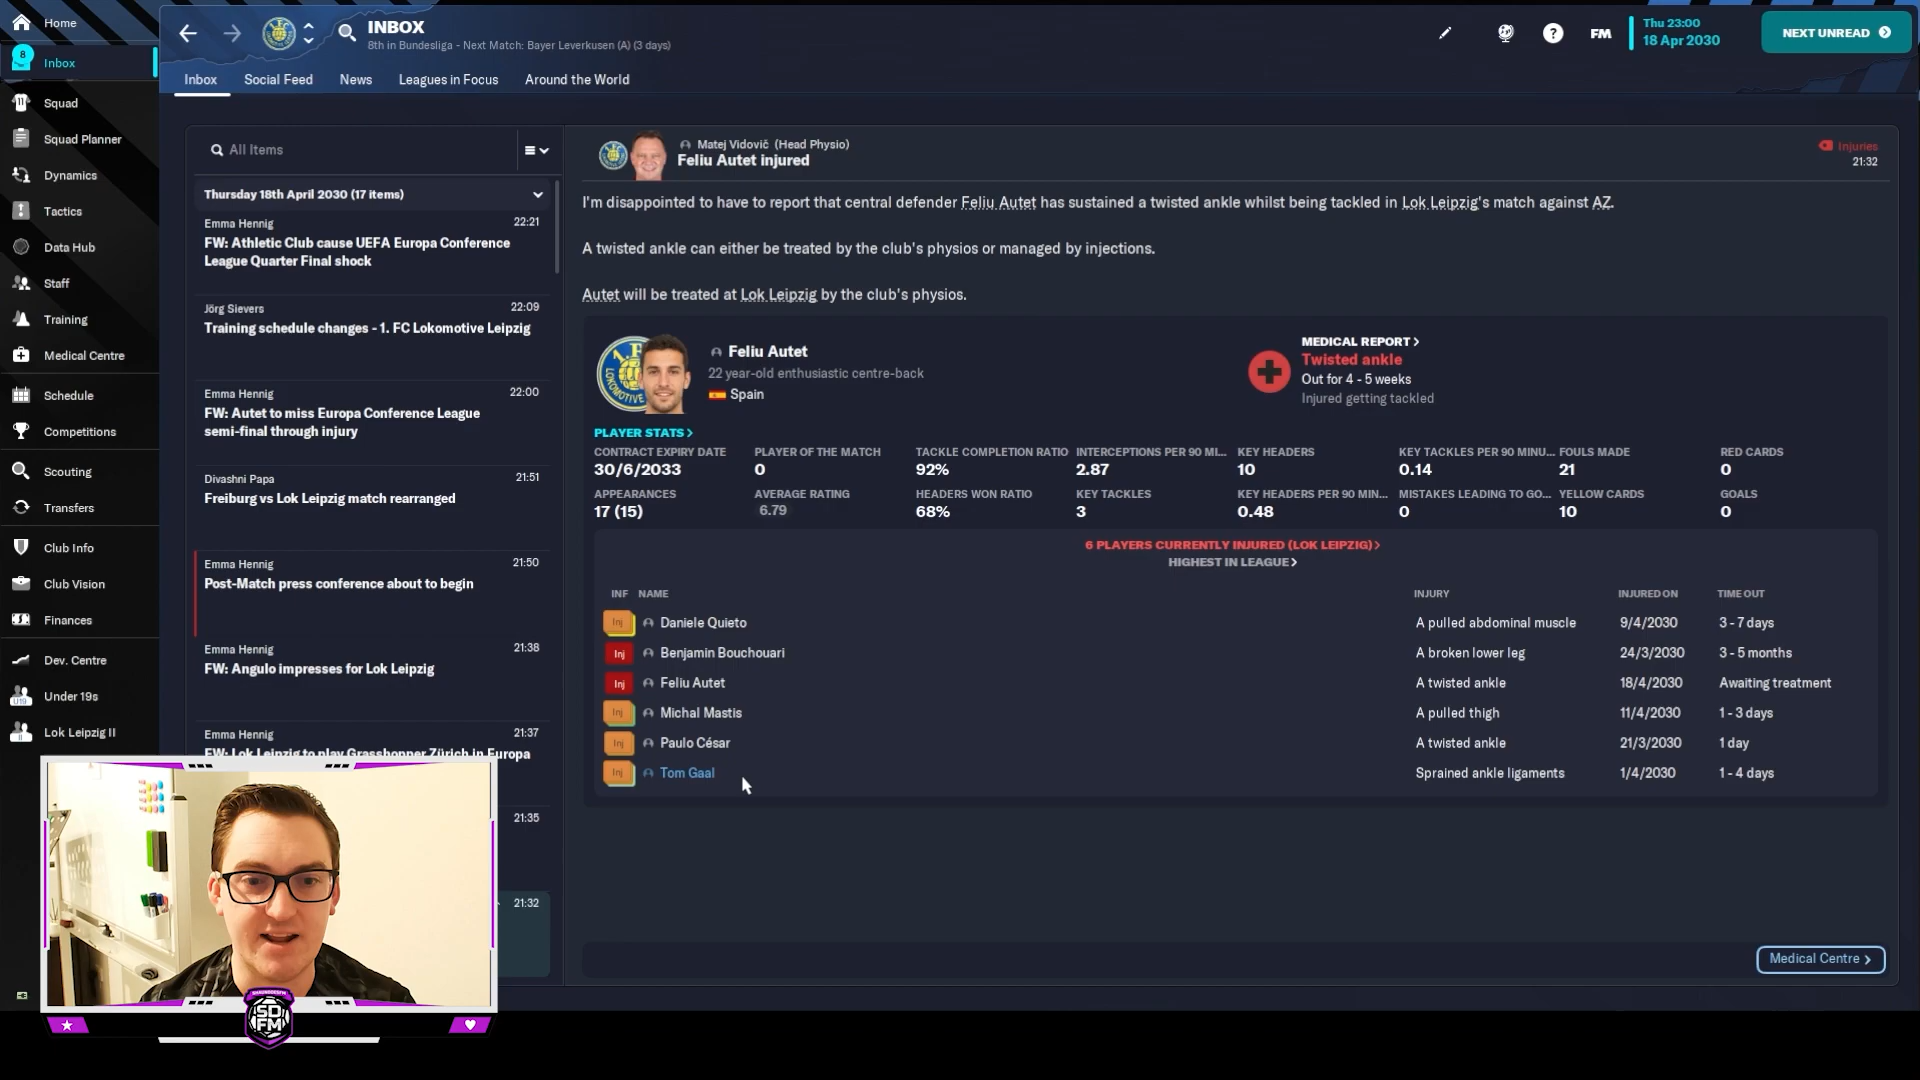 Home
8
Inbox
Squad
Squad Planner
Dynamics
Tactics
Data Hub
Staff
Training
Medical Centre
Schedule
Competitions
Scouting
Transfers
Club Info
Club Vision
Finances
Dev. Centre
Under 19s
Lok Leipzig II
INBOX
8th in Bundesliga - Next Match: Bayer Leverkusen (A) (3 days)
FM
Thu 23:00
18 Apr 2030
NEXT UNREAD
Inbox
Social Feed
News
Leagues in Focus
Around the World
All Items
Thursday 18th April 2030 (17 items)
Emma Hennig 22:21
FW: Athletic Club cause UEFA Europa Conference
League Quarter Final shock
Jörg Sievers 22:09
Training schedule changes - 1. FC Lokomotive Leipzig
Emma Hennig 22:00
FW: Autet to miss Europa Conference League
semi-final through injury
Divashni Papa 21:51
Freiburg vs Lok Leipzig match rearranged
Emma Hennig 21:50
Post-Match press conference about to begin
Emma Hennig 21:38
FW: Angulo impresses for Lok Leipzig
Emma Hennig 21:37
FW: Lok Leipzig to play Grasshopper Zürich in Europa
21:35
21:32
Matej Vidovič (Head Physio)
Feliu Autet injured
Injuries
21:32
I'm disappointed to have to report that central defender Feliu Autet has sustained a twisted ankle whilst being tackled in Lok Leipzig's match against AZ.
A twisted ankle can either be treated by the club's physios or managed by injections.
Autet will be treated at Lok Leipzig by the club's physios.
Feliu Autet
22 year-old enthusiastic centre-back
Spain
MEDICAL REPORT
Twisted ankle
Out for 4 - 5 weeks
Injured getting tackled
PLAYER STATS
CONTRACT EXPIRY DATE PLAYER OF THE MATCH TACKLE COMPLETION RATIO INTERCEPTIONS PER 90 MI... KEY HEADERS KEY TACKLES PER 90 MINU... FOULS MADE RED CARDS
30/6/2033 0 92% 2.87 10 0.14 21 0
APPEARANCES AVERAGE RATING HEADERS WON RATIO KEY TACKLES KEY HEADERS PER 90 MIN... MISTAKES LEADING TO GO... YELLOW CARDS GOALS
17 (15) 6.79 68% 3 0.48 0 10 0
6 PLAYERS CURRENTLY INJURED (LOK LEIPZIG)
HIGHEST IN LEAGUE
INF NAME INJURY INJURED ON TIME OUT
Inj Daniele Quieto A pulled abdominal muscle 9/4/2030 3 - 7 days
Inj Benjamin Bouchouari A broken lower leg 24/3/2030 3 - 5 months
Inj Feliu Autet A twisted ankle 18/4/2030 Awaiting treatment
Inj Michal Mastis A pulled thigh 11/4/2030 1 - 3 days
Inj Paulo César A twisted ankle 21/3/2030 1 day
Inj Tom Gaal Sprained ankle ligaments 1/4/2030 1 - 4 days
Medical Centre
SDFM